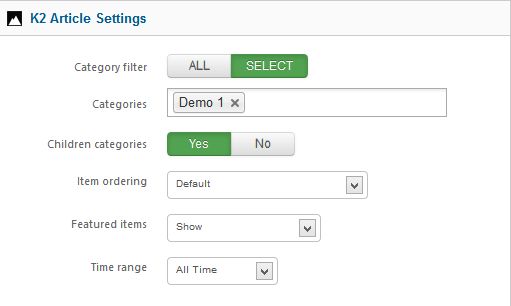 K2 Article Settings
Category filter ALL SELECT
Categories Demo 1
Children categories Yes No
Item ordering Default
Featured items Show
Time range All Time